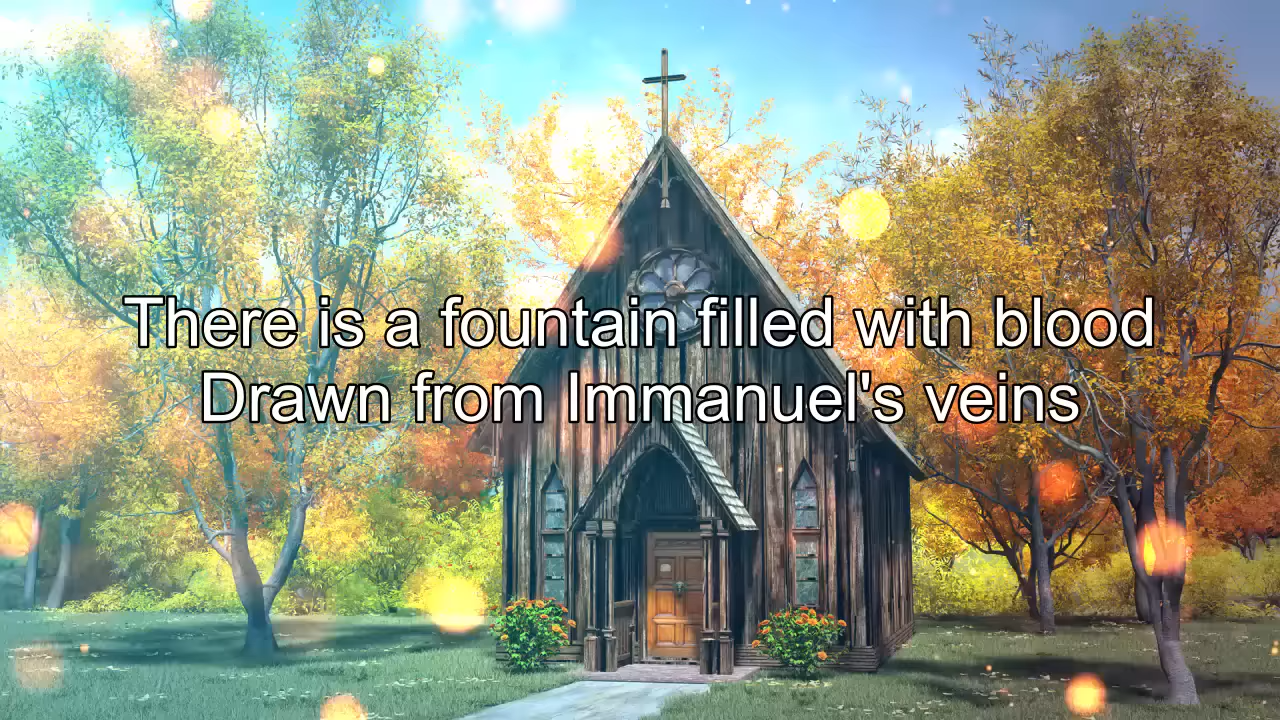 There is a fountain filled with blood
Drawn from Immanuel's veins